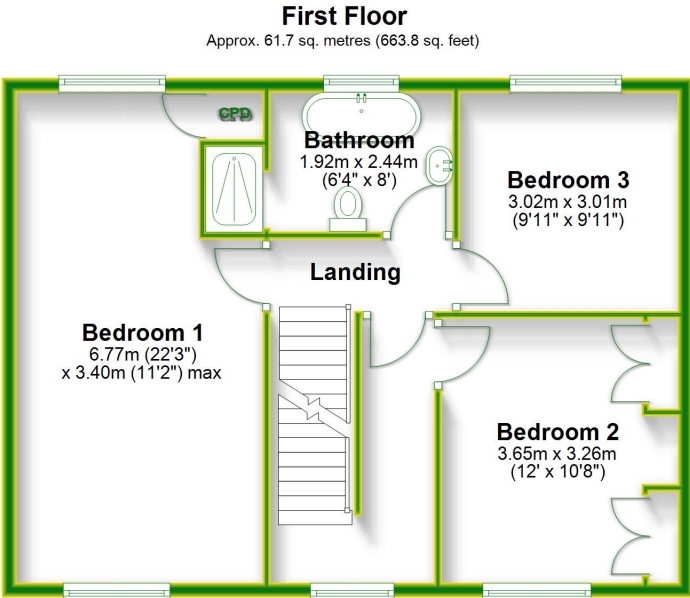 First Floor
Approx. 61.7 sq. metres (663.8 sq. feet)
CPD
Bathroom
1.92m x 2.44m
(6'4" x 8')
Bedroom 3
3.02m x 3.01m
(9'11" x 9'11")
Landing
Bedroom 1
6.77m (22'3")
x 3.40m (11'2") max
Bedroom 2
3.65m x 3.26m
(12' x 10'8")